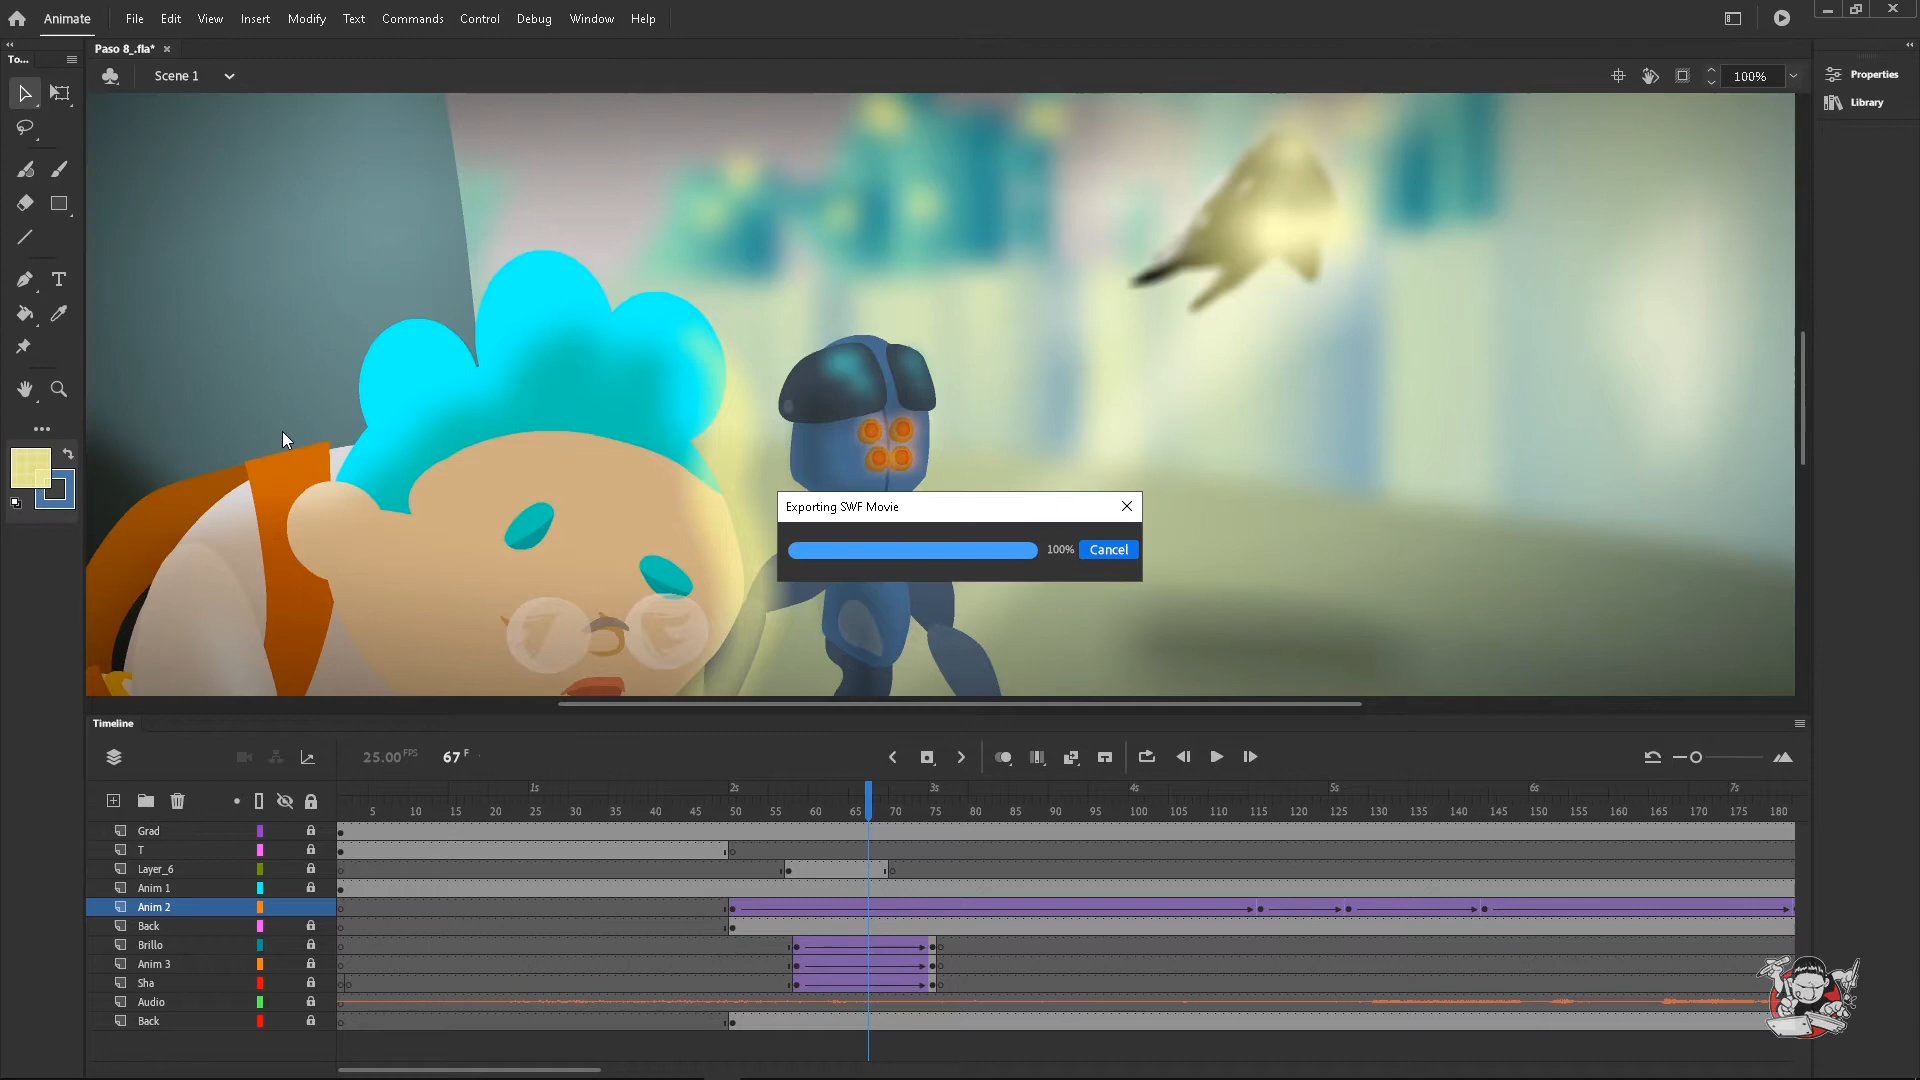 Animate File Edit View Insert Modify Text Commands Control Debug Window Help
Paso 8_.fla*
To...
Scene 1
100%
Properties
Library
Exporting SWF Movie
100% Cancel
Timeline
25.00 FPS 67 F
1s 2s 3s 4s 5s 6s 7s
5 10 15 20 25 30 35 40 45 50 55 60 65 70 75 80 85 90 95 100 105 110 115 120 125 130 135 140 145 150 155 160 165 170 175 180
Grad
T
Layer_6
Anim 1
Anim 2
Back
Brillo
Anim 3
Sha
Audio
Back